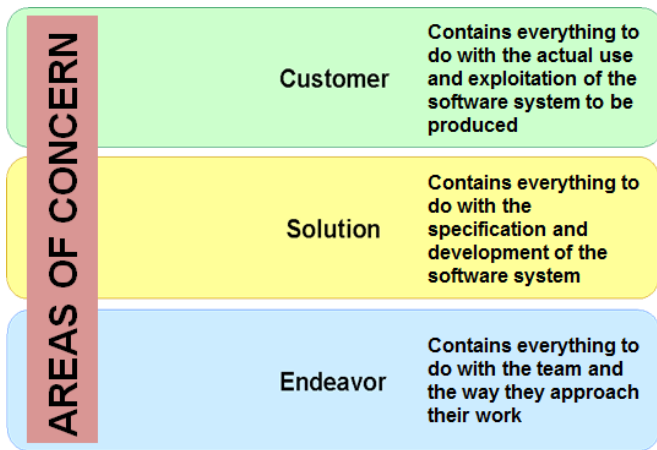 AREAS OF CONCERN
Customer
Contains everything to
do with the actual use
and exploitation of the
software system to be
produced
Solution
Contains everything to
do with the
specification and
development of the
software system
Endeavor
Contains everything to
do with the team and
the way they approach
their work